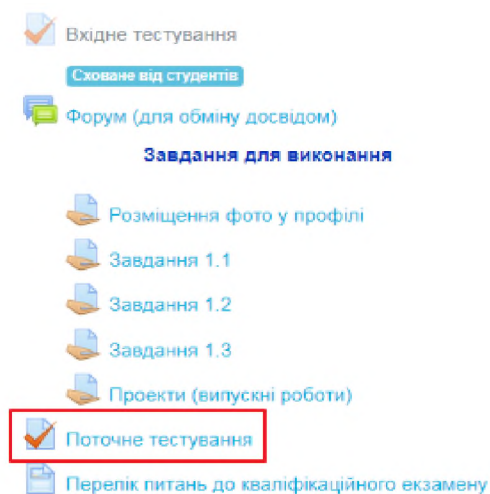 Вхідне тестування
Сховане від студентів
Форум (для обміну досвідом)
Завдання для виконання
Розміщення фото у профілі
Завдання 1.1
Завдання 1.2
Завдання 1.3
Проекти (випускні роботи)
Поточне тестування
Перелік питань до кваліфікаційного екзамену